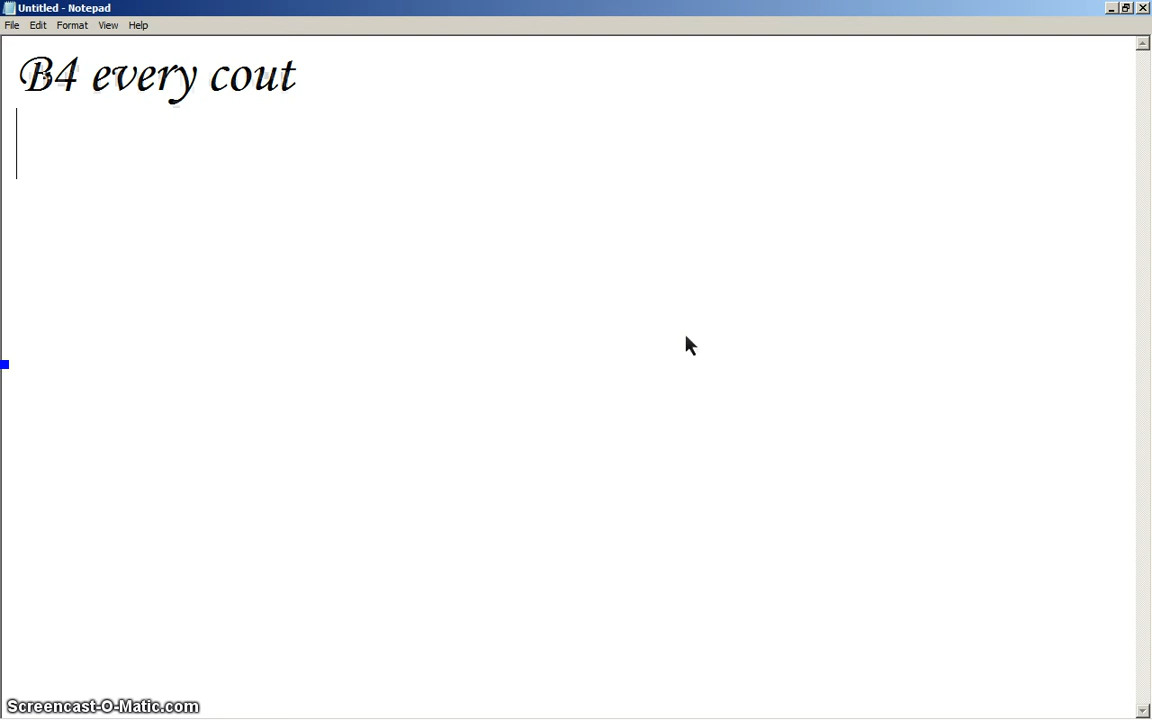 Untitled - Notepad
File Edit Format View Help
B4 every cout
Screencast-O-Matic.com